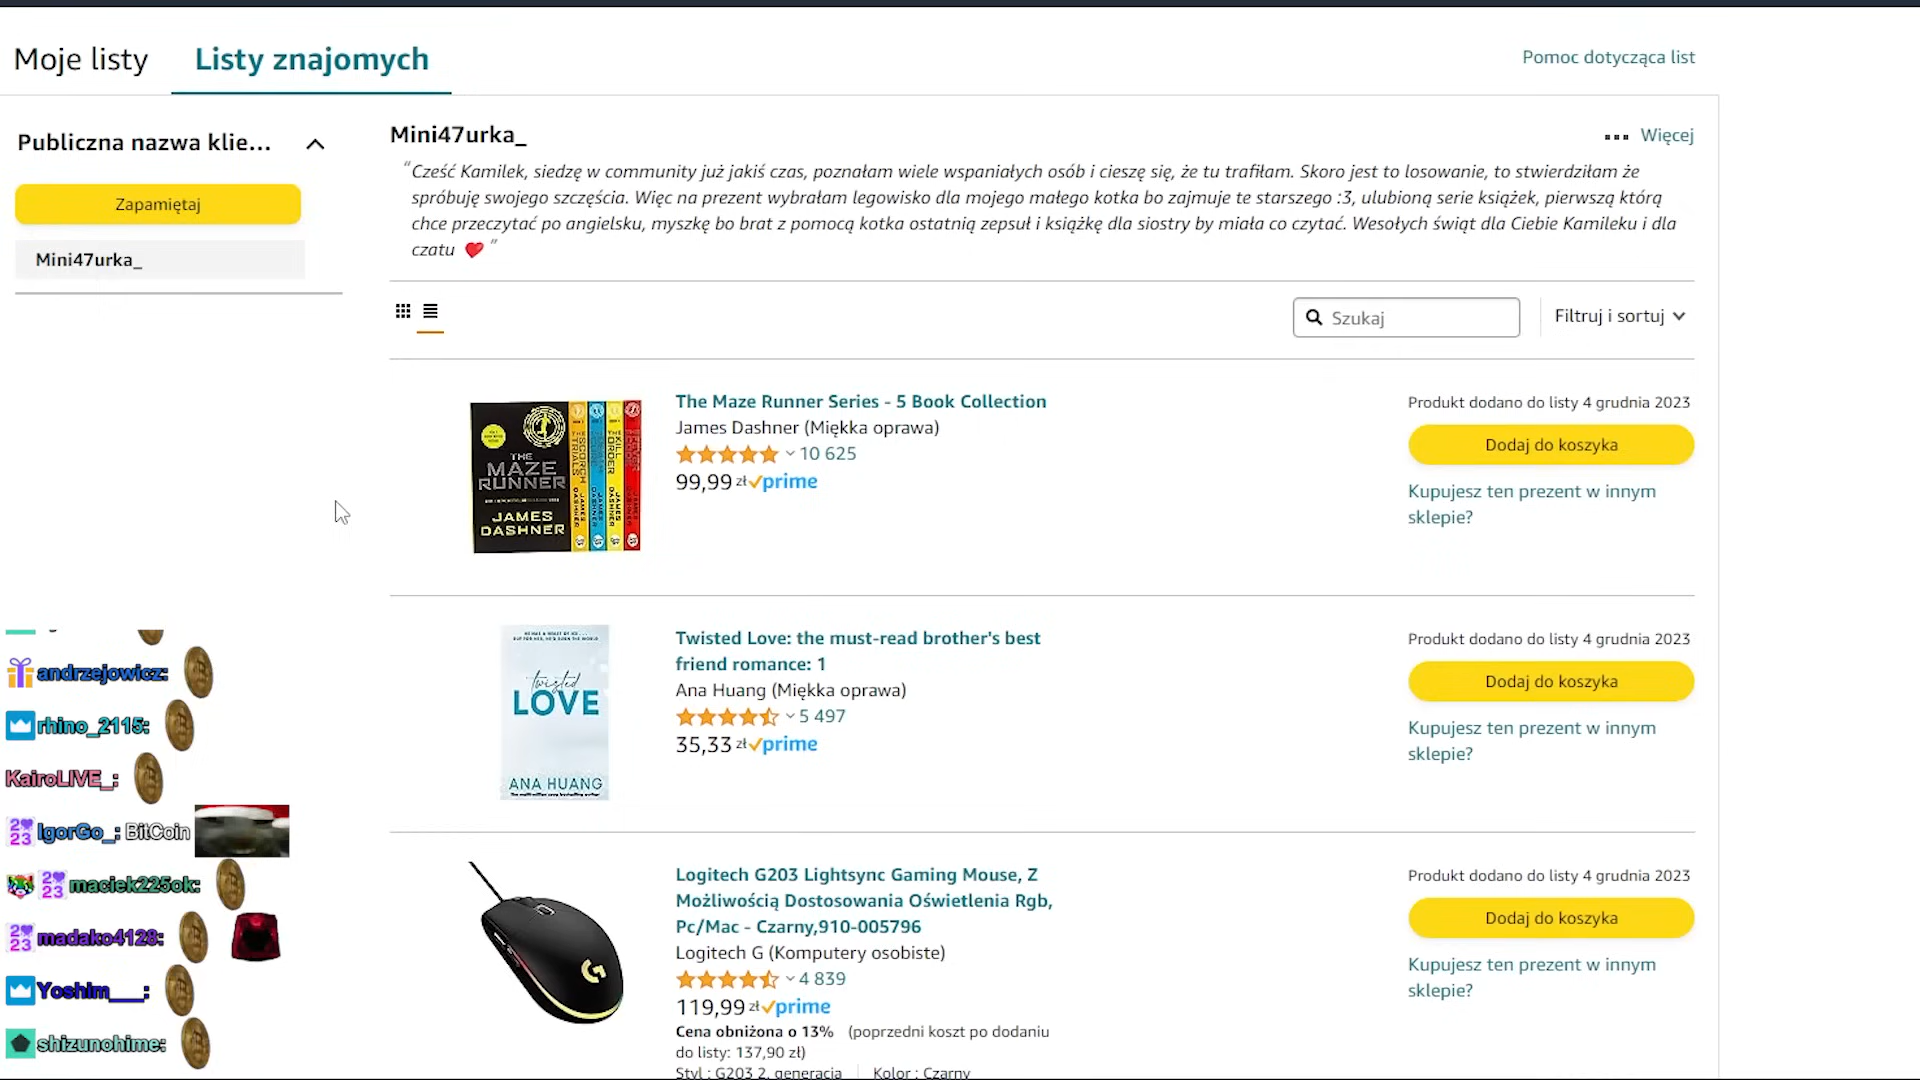 Moje listy
Listy znajomych
Pomoc dotycząca list
Publiczna nazwa klie...
Zapamiętaj
Mini47urka_
Mini47urka_
Więcej
“Cześć Kamilek, siedzę w community już jakiś czas, poznałam wiele wspaniałych osób i cieszę się, że tu trafiłam. Skoro jest to losowanie, to stwierdziłam że
spróbuję swojego szczęścia. Więc na prezent wybrałam legowisko dla mojego małego kotka bo zajmuje te starszego :3, ulubioną serie książek, pierwszą którą
chce przeczytać po angielsku, myszkę bo brat z pomocą kotka ostatnią zepsuł i książkę dla siostry by miała co czytać. Wesołych świąt dla Ciebie Kamileku i dla
czatu ❤️ ”
Szukaj
Filtruj i sortuj
THE
MAZE
RUNNER
JAMES
DASHNER
The Maze Runner Series - 5 Book Collection
James Dashner (Miękka oprawa)
10 625
99,99 zł prime
Produkt dodano do listy 4 grudnia 2023
Dodaj do koszyka
Kupujesz ten prezent w innym
sklepie?
twisted
LOVE
ANA HUANG
Twisted Love: the must-read brother's best
friend romance: 1
Ana Huang (Miękka oprawa)
5 497
35,33 zł prime
Produkt dodano do listy 4 grudnia 2023
Dodaj do koszyka
Kupujesz ten prezent w innym
sklepie?
Logitech G203 Lightsync Gaming Mouse, Z
Możliwością Dostosowania Oświetlenia Rgb,
Pc/Mac - Czarny,910-005796
Logitech G (Komputery osobiste)
4 839
119,99 zł prime
Cena obniżona o 13% (poprzedni koszt po dodaniu
do listy: 137,90 zł)
Styl : G203 2. generacja
Kolor : Czarny
Produkt dodano do listy 4 grudnia 2023
Dodaj do koszyka
Kupujesz ten prezent w innym
sklepie?
andrzejowicz:
rhino_2115:
KairoLIVE_:
IgorGo_: BitCoin
maciek225ok:
madako4128:
Yoshim___:
shizunohime: